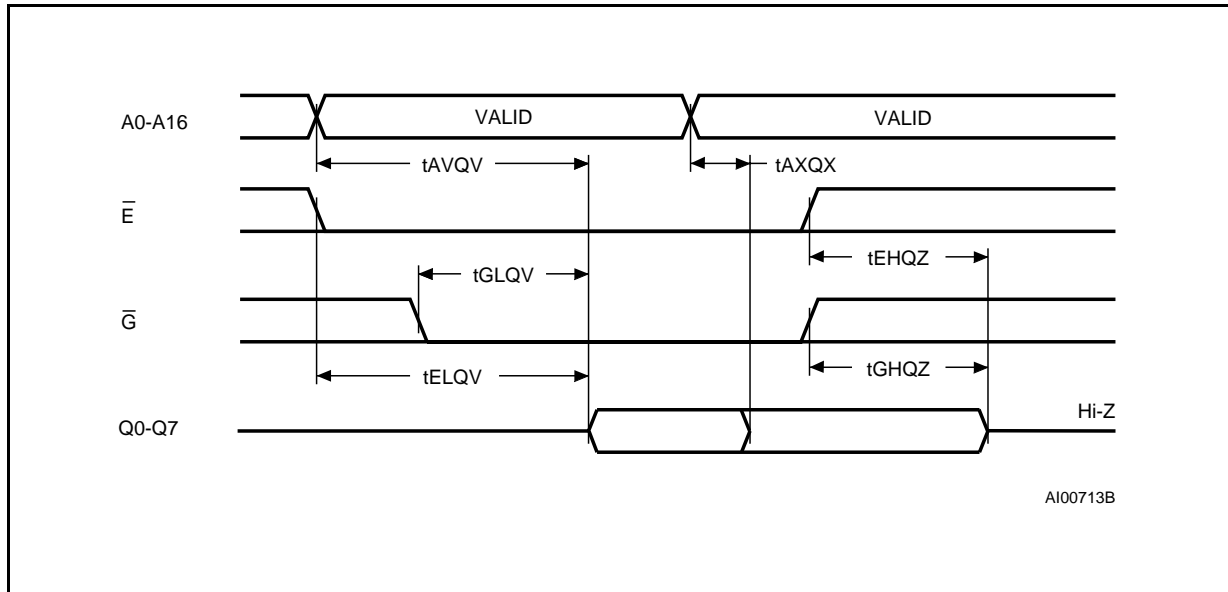 A0-A16
VALID
VALID
tAVQV
tAXQX
E̅
tEHQZ
tGLQV
G̅
tELQV
tGHQZ
Q0-Q7
Hi-Z
AI00713B